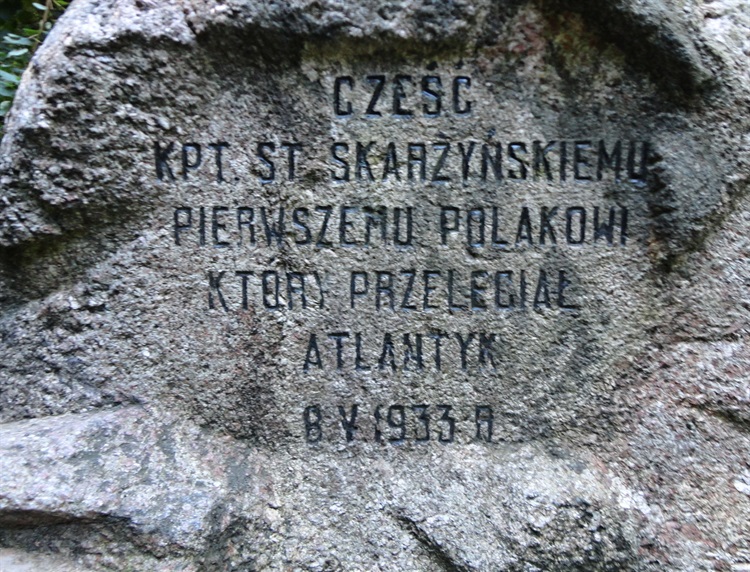 CZEŚĆ
KPT. ST. SKARŻYŃSKIEMU
PIERWSZEMU POLAKOWI
KTÓRY PRZELECIAŁ
ATLANTYK
8 V 1933 R